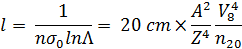 l = 1/(nσ₀lnΛ) = 20 cm × A²/Z⁴ V₈⁴/n₂₀